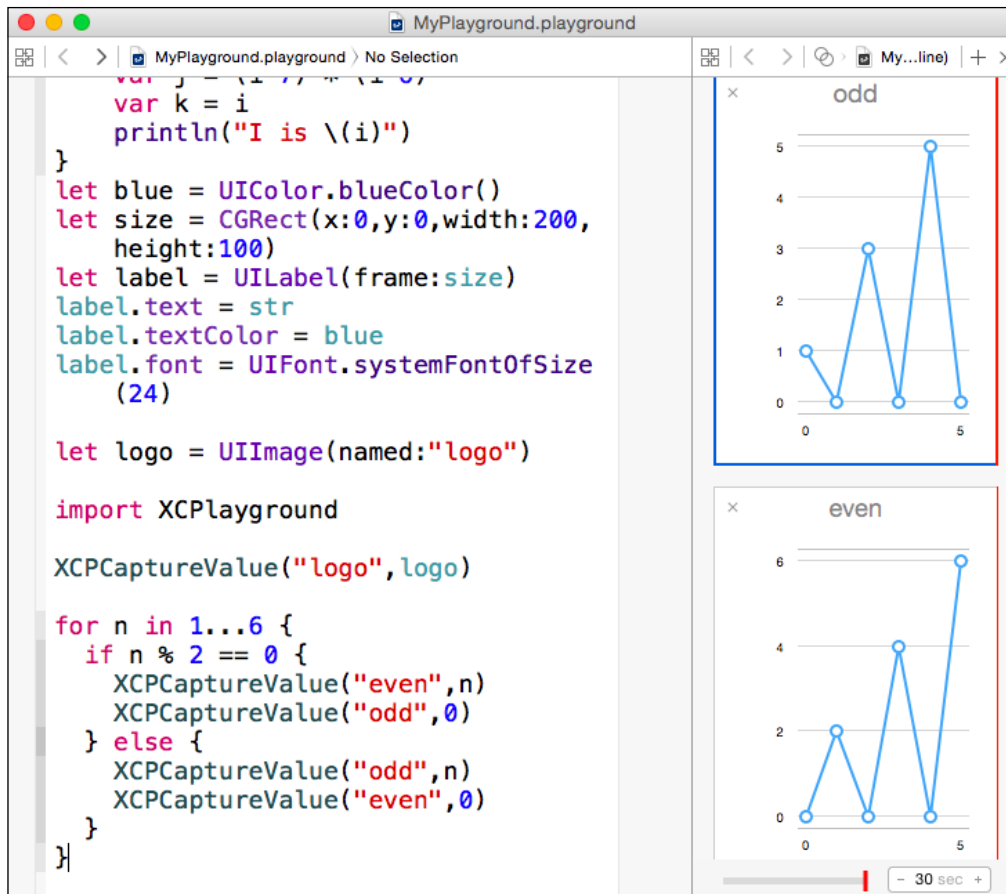 MyPlayground.playground
MyPlayground.playground 〉 No Selection
var k = i
println("I is \(i)")
}
let blue = UIColor.blueColor()
let size = CGRect(x:0,y:0,width:200,
height:100)
let label = UILabel(frame:size)
label.text = str
label.textColor = blue
label.font = UIFont.systemFontOfSize
(24)
let logo = UIImage(named:"logo")
import XCPlayground
XCPCaptureValue("logo",logo)
for n in 1...6 {
if n % 2 == 0 {
XCPCaptureValue("even",n)
XCPCaptureValue("odd",0)
} else {
XCPCaptureValue("odd",n)
XCPCaptureValue("even",0)
}
}
My...line)
odd
5
4
3
2
1
0
0 5
even
6
4
2
0
0 5
- 30 sec +